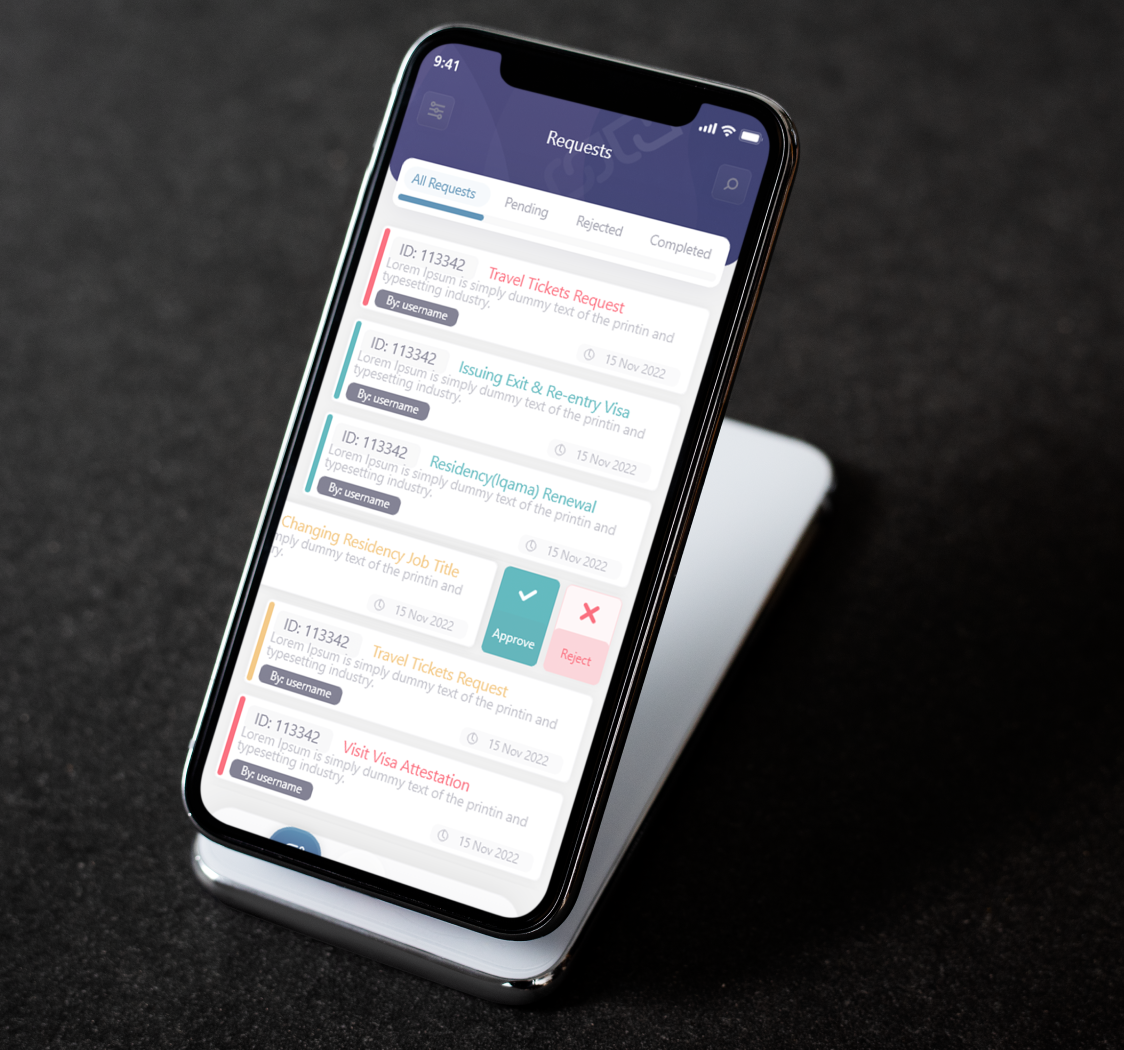 9:41
Requests
All Requests Pending Rejected Completed
ID: 113342 Travel Tickets Request
Lorem Ipsum is simply dummy text of the printin and
typesetting industry.
By: username
15 Nov 2022
ID: 113342 Issuing Exit & Re-entry Visa
Lorem Ipsum is simply dummy text of the printin and
typesetting industry.
By: username
15 Nov 2022
ID: 113342 Residency(Iqama) Renewal
Lorem Ipsum is simply dummy text of the printin and
typesetting industry.
By: username
15 Nov 2022
Changing Residency Job Title
dummy text of the printin and
15 Nov 2022
Approve
Reject
ID: 113342 Travel Tickets Request
Lorem Ipsum is simply dummy text of the printin and
typesetting industry.
By: username
15 Nov 2022
ID: 113342 Visit Visa Attestation
Lorem Ipsum is simply dummy text of the printin and
typesetting industry.
By: username
15 Nov 2022